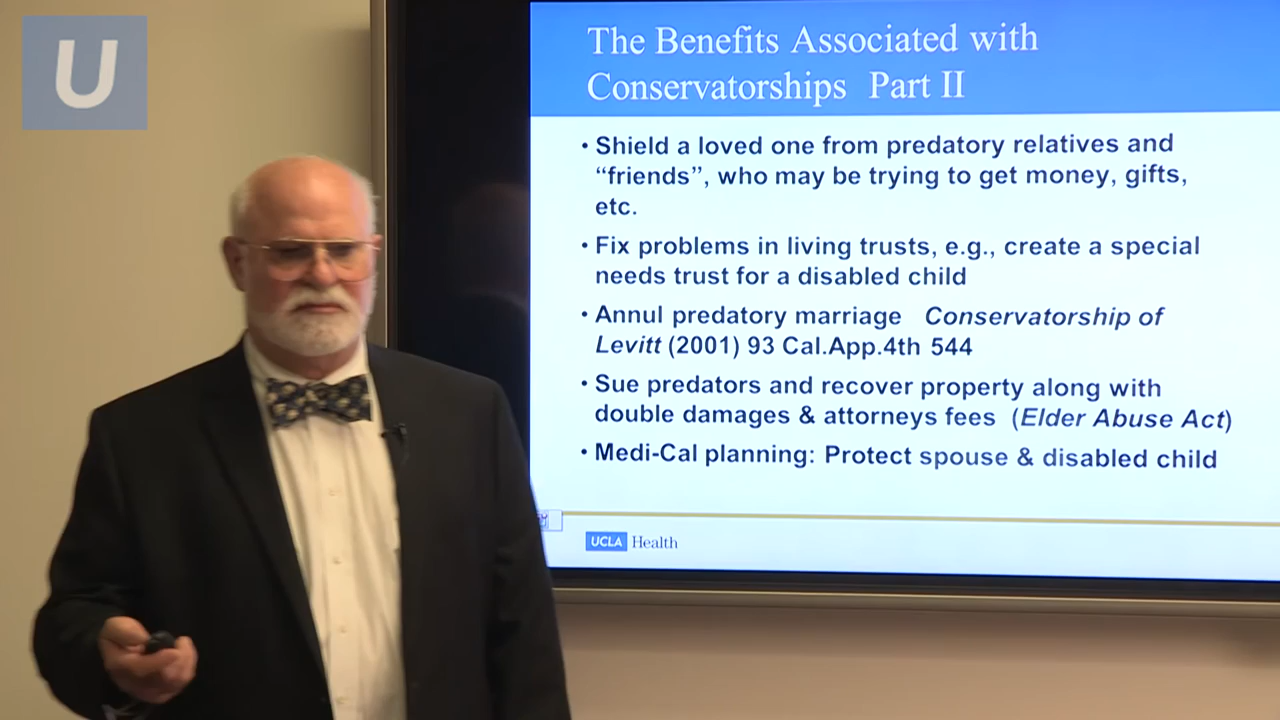 U
The Benefits Associated with
Conservatorships Part II
• Shield a loved one from predatory relatives and
“friends”, who may be trying to get money, gifts,
etc.
• Fix problems in living trusts, e.g., create a special
needs trust for a disabled child
• Annul predatory marriage Conservatorship of
Levitt (2001) 93 Cal.App.4th 544
• Sue predators and recover property along with
double damages & attorneys fees (Elder Abuse Act)
• Medi-Cal planning: Protect spouse & disabled child
UCLA Health